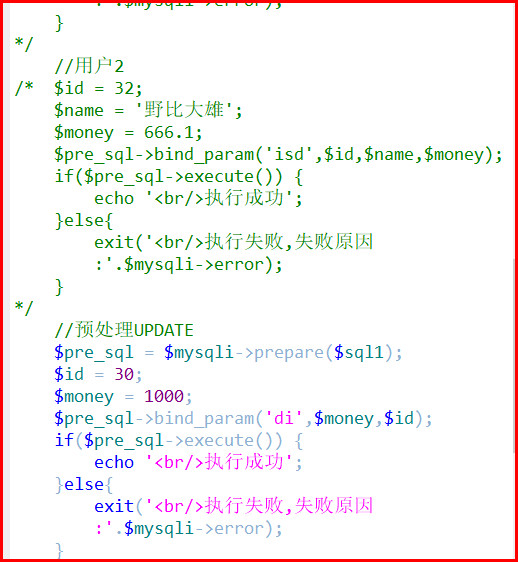 :'.$mysqli->error);
    }
*/
    //用户2
/*  $id = 32;
    $name = '野比大雄';
    $money = 666.1;
    $pre_sql->bind_param('isd',$id,$name,$money);
    if($pre_sql->execute()) {
        echo '<br/>执行成功';
    }else{
        exit('<br/>执行失败,失败原因
        :'.$mysqli->error);
    }
*/
    //预处理UPDATE
    $pre_sql = $mysqli->prepare($sql1);
    $id = 30;
    $money = 1000;
    $pre_sql->bind_param('di',$money,$id);
    if($pre_sql->execute()) {
        echo '<br/>执行成功';
    }else{
        exit('<br/>执行失败,失败原因
        :'.$mysqli->error);
    }